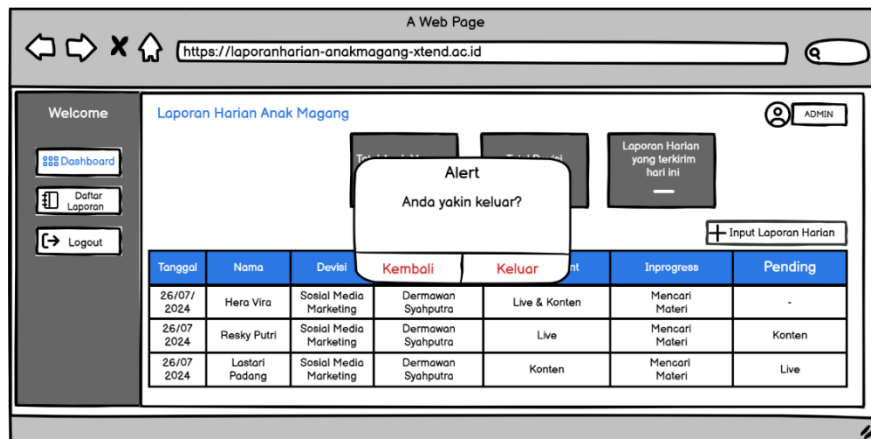 A Web Page
https://laporanharian-anakmagang-xtend.ac.id
Welcome
Dashboard
Daftar
Laporan
Logout
Laporan Harian Anak Magang
ADMIN
Laporan Harian
yang terkirim
hari ini
Alert
Anda yakin keluar?
Kembali
Keluar
Input Laporan Harian
Tanggal Nama Devisi Inprogress Pending
26/07/
2024
Hera Vira
Sosial Media
Marketing
Dermawan
Syahputra
Live & Konten
Mencari
Materi
-
26/07
2024
Resky Putri
Sosial Media
Marketing
Dermawan
Syahputra
Live
Mencari
Materi
Konten
26/07
2024
Lastari
Padang
Sosial Media
Marketing
Dermawan
Syahputra
Konten
Mencari
Materi
Live